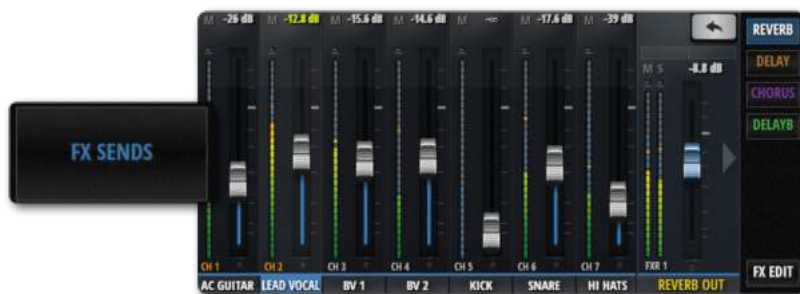 M -26 dB M -12.8 dB M -15.6 dB M -14.6 dB M -∞ M -17.6 dB M -39 dB
REVERB
DELAY
CHORUS
DELAYB
M S -8.8 dB
FX SENDS
CH 1 CH 2 CH 3 CH 4 CH 5 CH 6 CH 7 FXR 1
AC GUITAR LEAD VOCAL BV 1 BV 2 KICK SNARE HI HATS REVERB OUT
FX EDIT